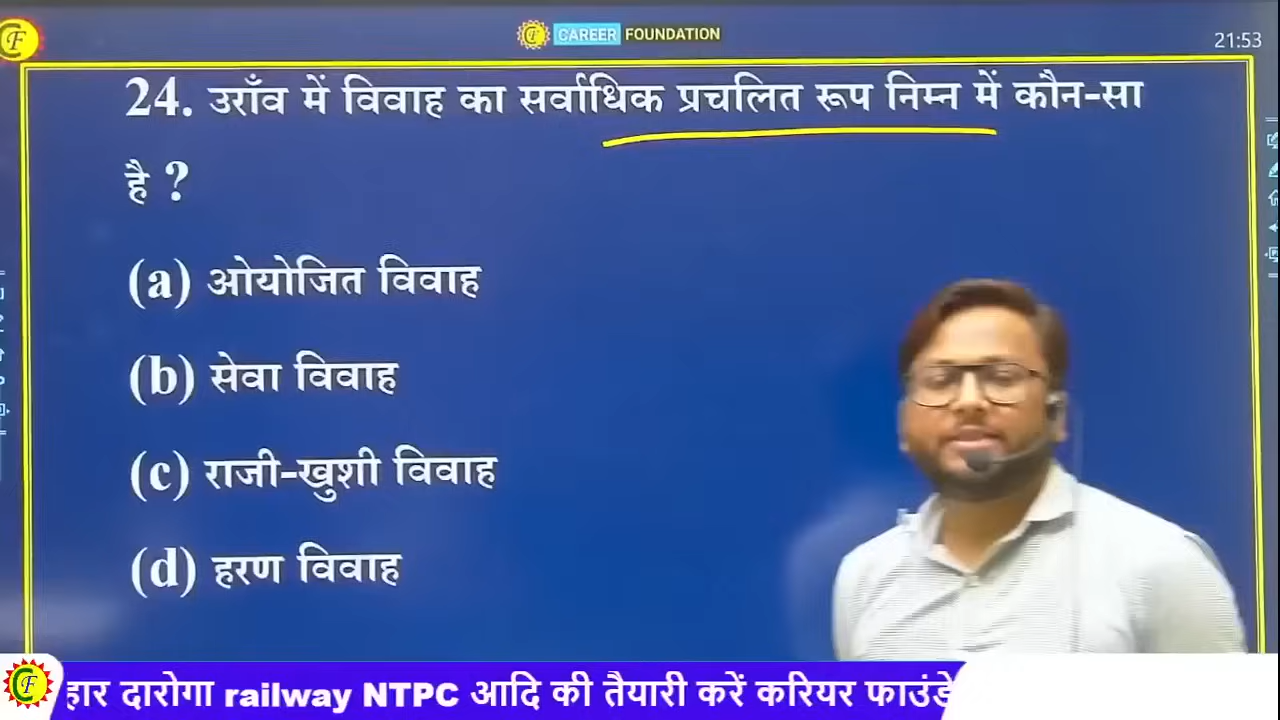 CAREER FOUNDATION
21:53
24. उराँव में विवाह का सर्वाधिक प्रचलित रूप निम्न में कौन-सा
है ?
(a) ओयोजित विवाह
(b) सेवा विवाह
(c) राजी-खुशी विवाह
(d) हरण विवाह
हार दारोगा railway NTPC आदि की तैयारी करें करियर फाउंडे